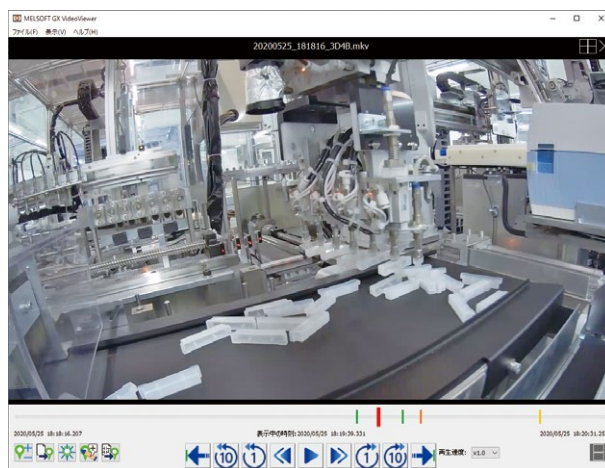 MELSOFT GX VideoViewer
ファイル(F) 表示(V) ヘルプ(H)
20200525_181816_3D4B.mkv
2020/05/25 18:18:16.207
表示中の時刻: 2020/05/25 18:19:39.331
2020/05/25 18:20:31.25
10 1 1 10
再生速度: x1.0